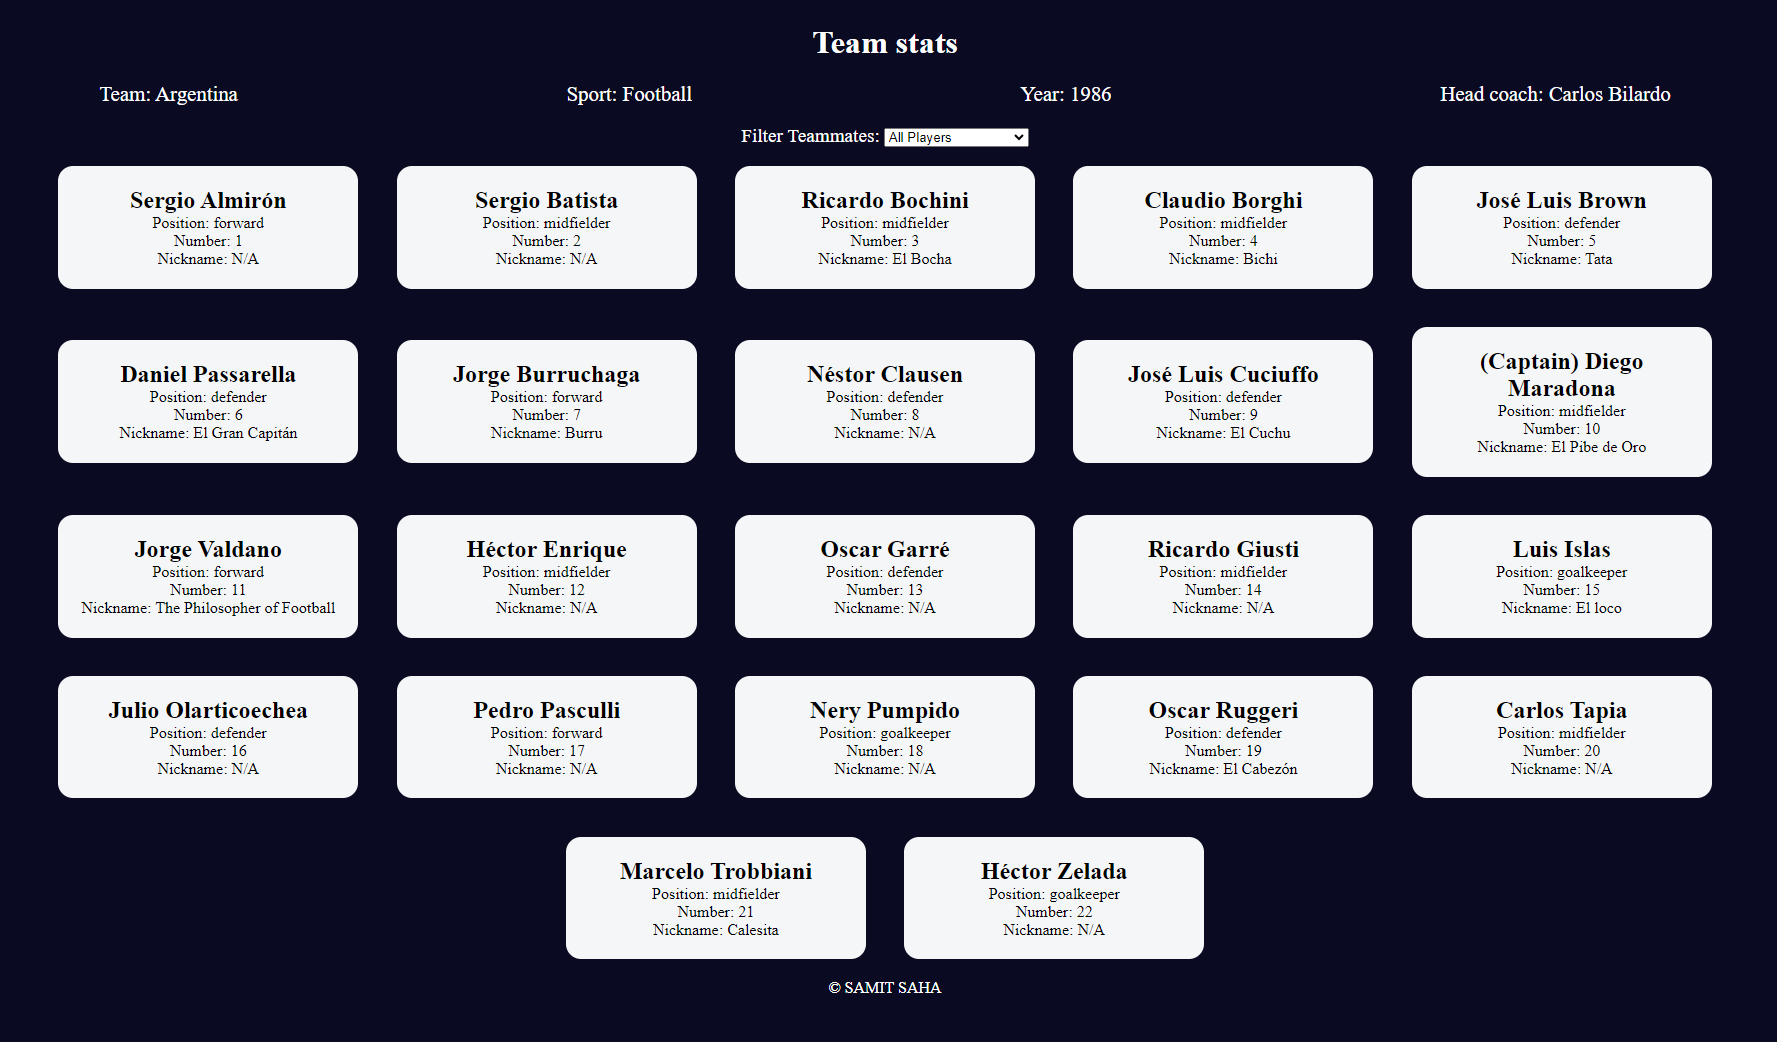 Team stats
Team: Argentina
Sport: Football
Year: 1986
Head coach: Carlos Bilardo
Filter Teammates: All Players
Sergio Almirón
Position: forward
Number: 1
Nickname: N/A
Sergio Batista
Position: midfielder
Number: 2
Nickname: N/A
Ricardo Bochini
Position: midfielder
Number: 3
Nickname: El Bocha
Claudio Borghi
Position: midfielder
Number: 4
Nickname: Bichi
José Luis Brown
Position: defender
Number: 5
Nickname: Tata
Daniel Passarella
Position: defender
Number: 6
Nickname: El Gran Capitán
Jorge Burruchaga
Position: forward
Number: 7
Nickname: Burru
Néstor Clausen
Position: defender
Number: 8
Nickname: N/A
José Luis Cuciuffo
Position: defender
Number: 9
Nickname: El Cuchu
(Captain) Diego
Maradona
Position: midfielder
Number: 10
Nickname: El Pibe de Oro
Jorge Valdano
Position: forward
Number: 11
Nickname: The Philosopher of Football
Héctor Enrique
Position: midfielder
Number: 12
Nickname: N/A
Oscar Garré
Position: defender
Number: 13
Nickname: N/A
Ricardo Giusti
Position: midfielder
Number: 14
Nickname: N/A
Luis Islas
Position: goalkeeper
Number: 15
Nickname: El loco
Julio Olarticoechea
Position: defender
Number: 16
Nickname: N/A
Pedro Pasculli
Position: forward
Number: 17
Nickname: N/A
Nery Pumpido
Position: goalkeeper
Number: 18
Nickname: N/A
Oscar Ruggeri
Position: defender
Number: 19
Nickname: El Cabezón
Carlos Tapia
Position: midfielder
Number: 20
Nickname: N/A
Marcelo Trobbiani
Position: midfielder
Number: 21
Nickname: Calesita
Héctor Zelada
Position: goalkeeper
Number: 22
Nickname: N/A
© SAMIT SAHA